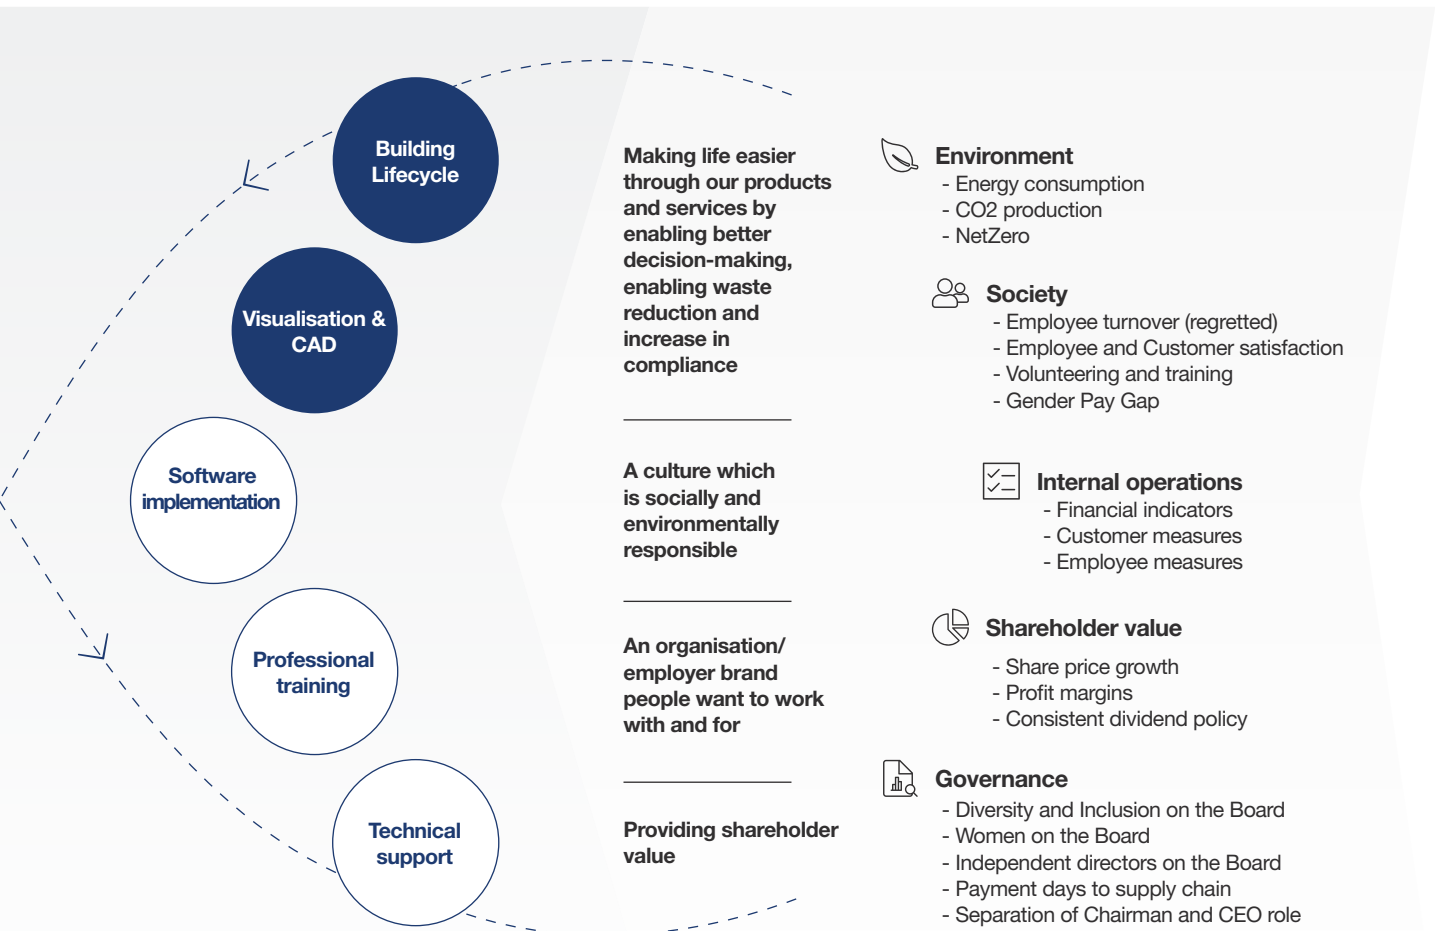 Building
Lifecycle
Visualisation &
CAD
Software
implementation
Professional
training
Technical
support
Making life easier
through our products
and services by
enabling better
decision-making,
enabling waste
reduction and
increase in
compliance
A culture which
is socially and
environmentally
responsible
An organisation/
employer brand
people want to work
with and for
Providing shareholder
value
Environment
- Energy consumption
- CO2 production
- NetZero
Society
- Employee turnover (regretted)
- Employee and Customer satisfaction
- Volunteering and training
- Gender Pay Gap
Internal operations
- Financial indicators
- Customer measures
- Employee measures
Shareholder value
- Share price growth
- Profit margins
- Consistent dividend policy
Governance
- Diversity and Inclusion on the Board
- Women on the Board
- Independent directors on the Board
- Payment days to supply chain
- Separation of Chairman and CEO role